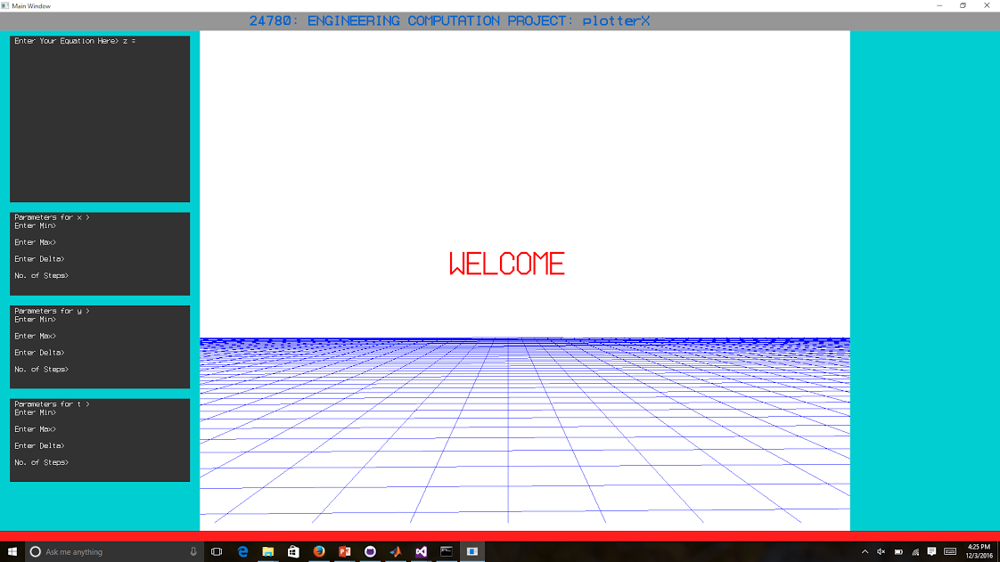 Main Window
24780: ENGINEERING COMPUTATION PROJECT: plotterX
Enter Your Equation Here> z =
Parameters for x >
Enter Min>
Enter Max>
Enter Delta>
No. of Steps>
Parameters for y >
Enter Min>
Enter Max>
Enter Delta>
No. of Steps>
Parameters for t >
Enter Min>
Enter Max>
Enter Delta>
No. of Steps>
WELCOME
Ask me anything
4:25 PM
12/3/2016